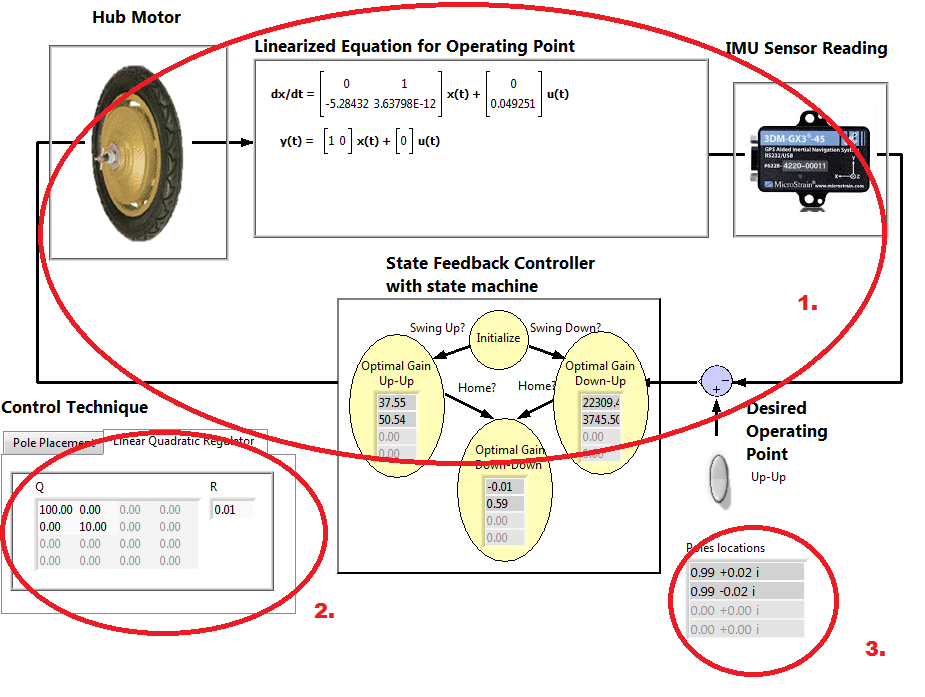 Hub Motor
Linearized Equation for Operating Point
IMU Sensor Reading
dx/dt = [0 1
-5.28432 3.63798E-12] x(t) + [0
0.049251] u(t)
y(t) = [1 0] x(t) + [0] u(t)
3DM-GX3®-45
GPS Aided Inertial Navigation System
RS232/USB
#6228- 4220-00011
MicroStrain® www.microstrain.com
State Feedback Controller
with state machine
1.
Swing Up?
Initialize
Swing Down?
Optimal Gain
Up-Up
37.55
50.54
0.00
0.00
Home?
Home?
Optimal Gain
Down-Up
22309.
3745.50
0.00
0.00
Optimal Gain
Down-Down
-0.01
0.59
0.00
0.00
−
+
Desired
Operating
Point
Up-Up
Control Technique
Pole Placement
Linear Quadratic Regulator
Q
R
100.00 0.00 0.00 0.00
0.01
0.00 10.00 0.00 0.00
0.00 0.00 0.00 0.00
0.00 0.00 0.00 0.00
2.
Poles locations
0.99 +0.02 i
0.99 -0.02 i
0.00 +0.00 i
0.00 +0.00 i
3.